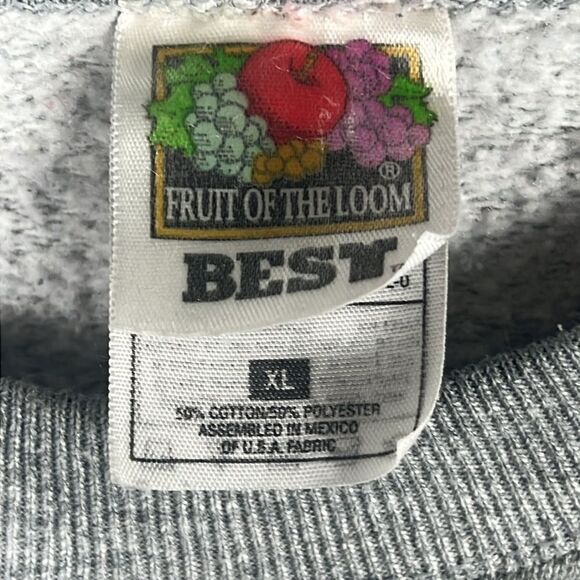 ®
FRUIT OF THE LOOM
BEST
XL
50% COTTON/50% POLYESTER
ASSEMBLED IN MEXICO
OF U.S.A. FABRIC